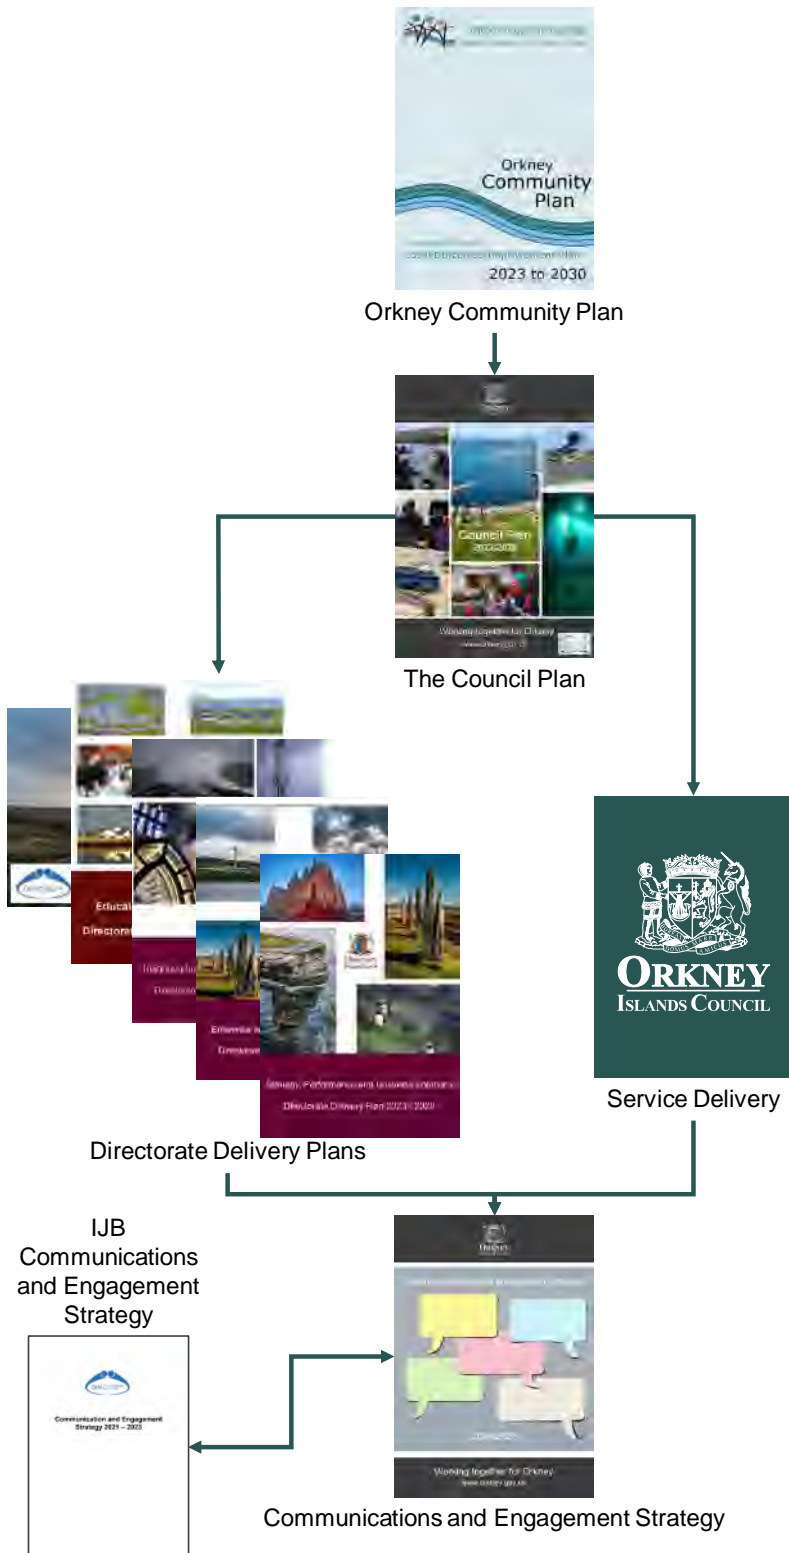 Orkney
Community
Plan
2023 to 2030
Orkney Community Plan
Council Plan
Working together for Orkney
The Council Plan
Directorate
Directorate Delivery Plan 2023
ORKNEY
ISLANDS COUNCIL
Service Delivery
Directorate Delivery Plans
IJB
Communications
and Engagement
Strategy
Communication and Engagement
Strategy 2021 – 2023
ORKNEY
Working together for Orkney
www.orkney.gov.uk
Communications and Engagement Strategy